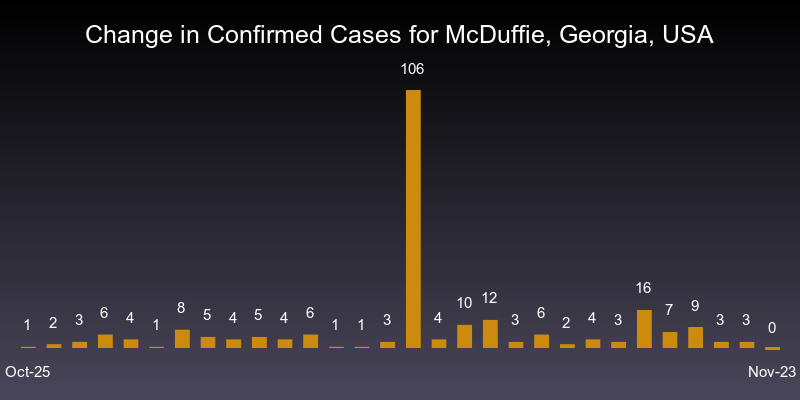 Change in Confirmed Cases for McDuffie, Georgia, USA
106
1 2 3 6 4 1 8 5 4 5 4 6 1 1 3 4 10 12 3 6 2 4 3 16 7 9 3 3 0
Oct-25 Nov-23